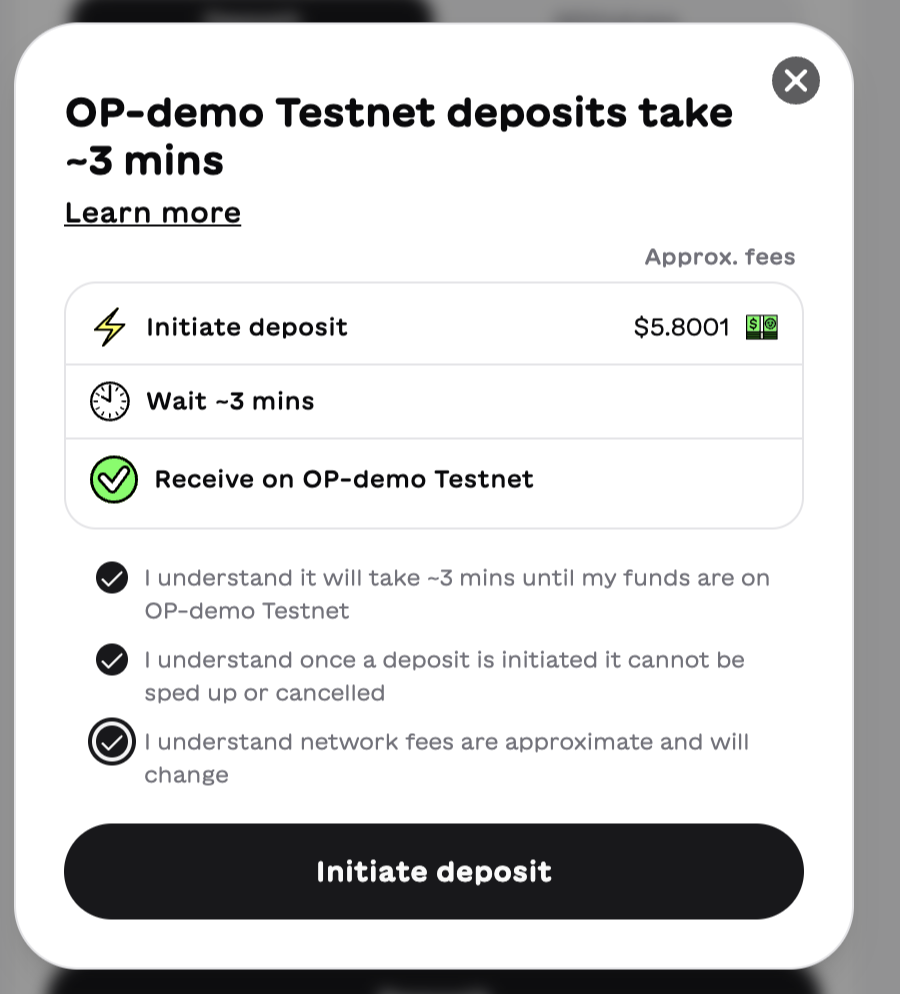 OP-demo Testnet deposits take
~3 mins
Learn more
Approx. fees
Initiate deposit $5.8001
Wait ~3 mins
Receive on OP-demo Testnet
I understand it will take ~3 mins until my funds are on
OP-demo Testnet
I understand once a deposit is initiated it cannot be
sped up or cancelled
I understand network fees are approximate and will
change
Initiate deposit